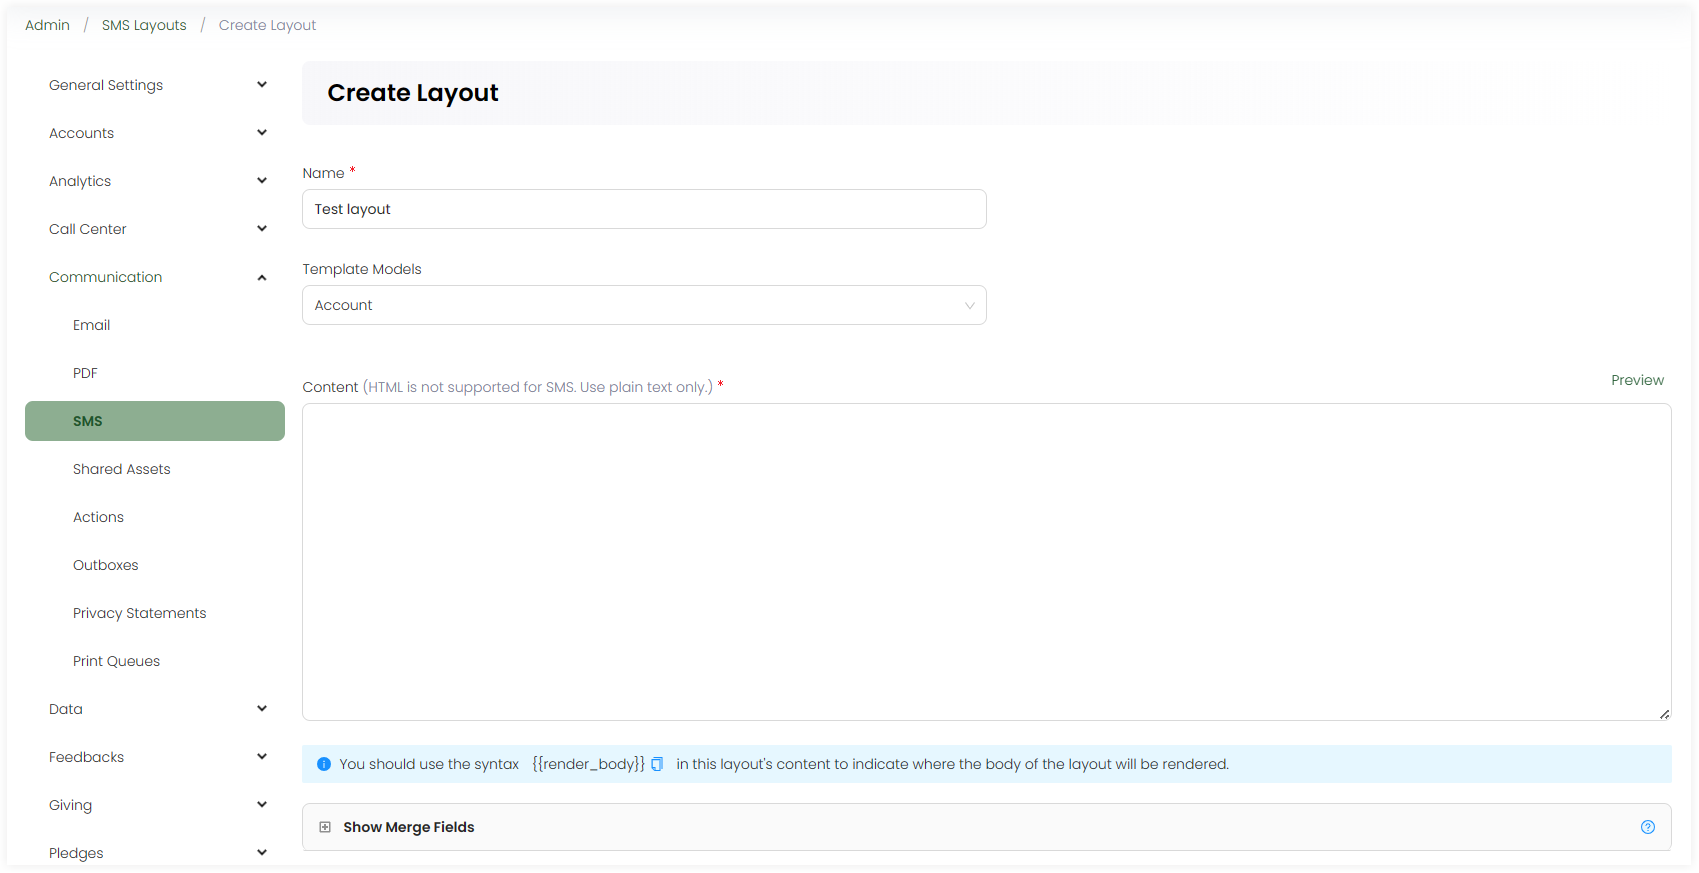 Admin / SMS Layouts / Create Layout
General Settings
Accounts
Analytics
Call Center
Communication
Email
PDF
SMS
Shared Assets
Actions
Outboxes
Privacy Statements
Print Queues
Data
Feedbacks
Giving
Pledges
Create Layout
Name *
Test layout
Template Models
Account
Content (HTML is not supported for SMS. Use plain text only.) *
Preview
You should use the syntax {{render_body}} in this layout's content to indicate where the body of the layout will be rendered.
Show Merge Fields